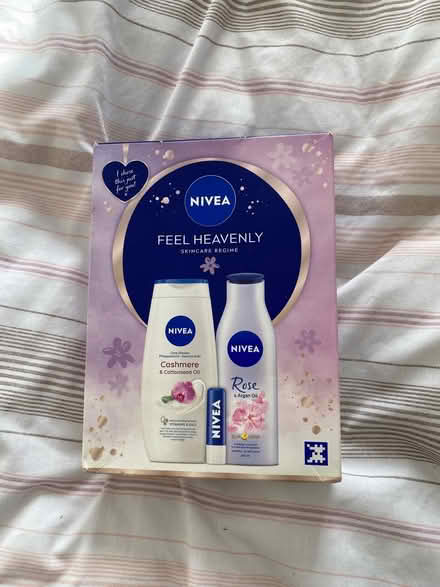 I chose
this just
for you!
NIVEA
FEEL HEAVENLY
SKINCARE REGIME
NIVEA
Cashmere
& Cottonseed Oil
NIVEA
NIVEA
Rose
& Argan Oil